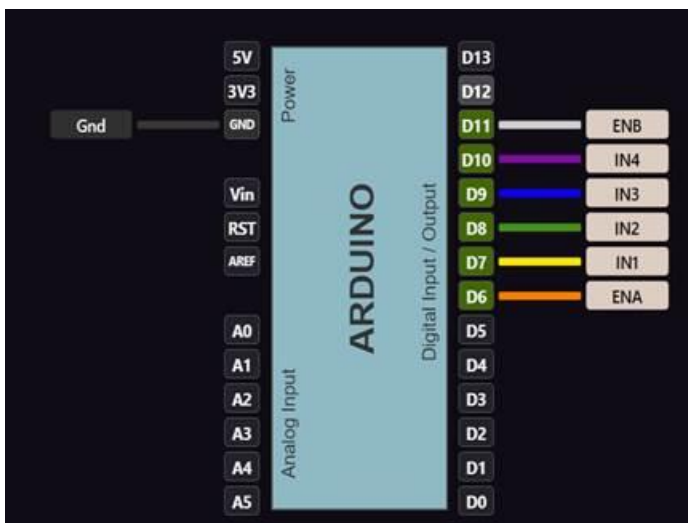 5V
3V3
Gnd
GND
Vin
RST
AREF
A0
A1
A2
A3
A4
A5
Power
Analog Input
ARDUINO
Digital Input / Output
D13
D12
D11
ENB
D10
IN4
D9
IN3
D8
IN2
D7
IN1
D6
ENA
D5
D4
D3
D2
D1
D0